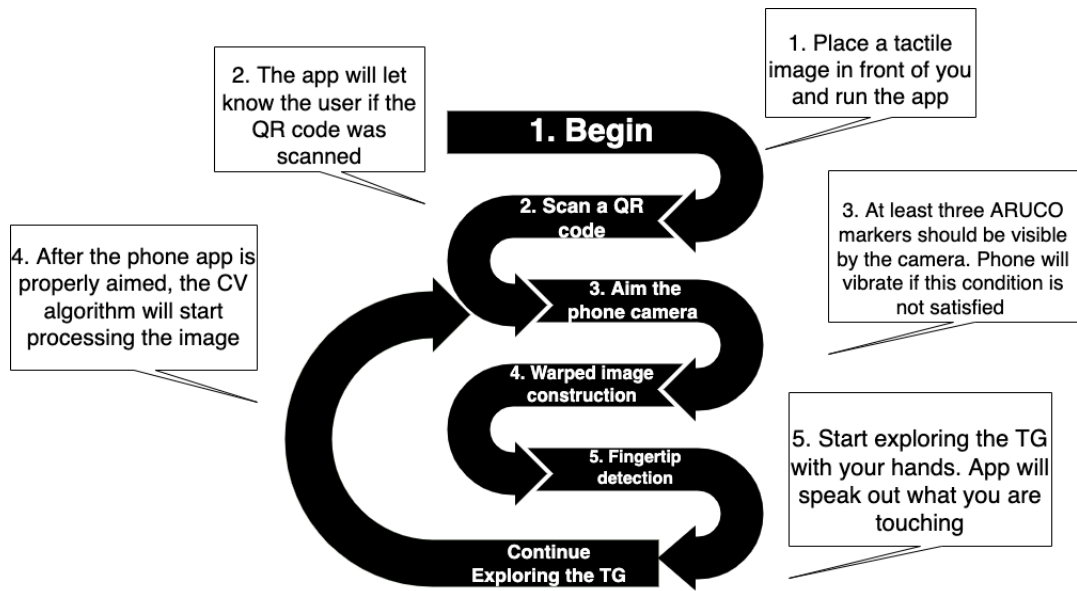 1. Place a tactile
image in front of you
and run the app
2. The app will let
know the user if the
QR code was
scanned
1. Begin
2. Scan a QR
code
3. At least three ARUCO
markers should be visible
by the camera. Phone will
vibrate if this condition is
not satisfied
4. After the phone app is
properly aimed, the CV
algorithm will start
processing the image
3. Aim the
phone camera
4. Warped image
construction
5. Fingertip
detection
5. Start exploring the TG
with your hands. App will
speak out what you are
touching
Continue
Exploring the TG